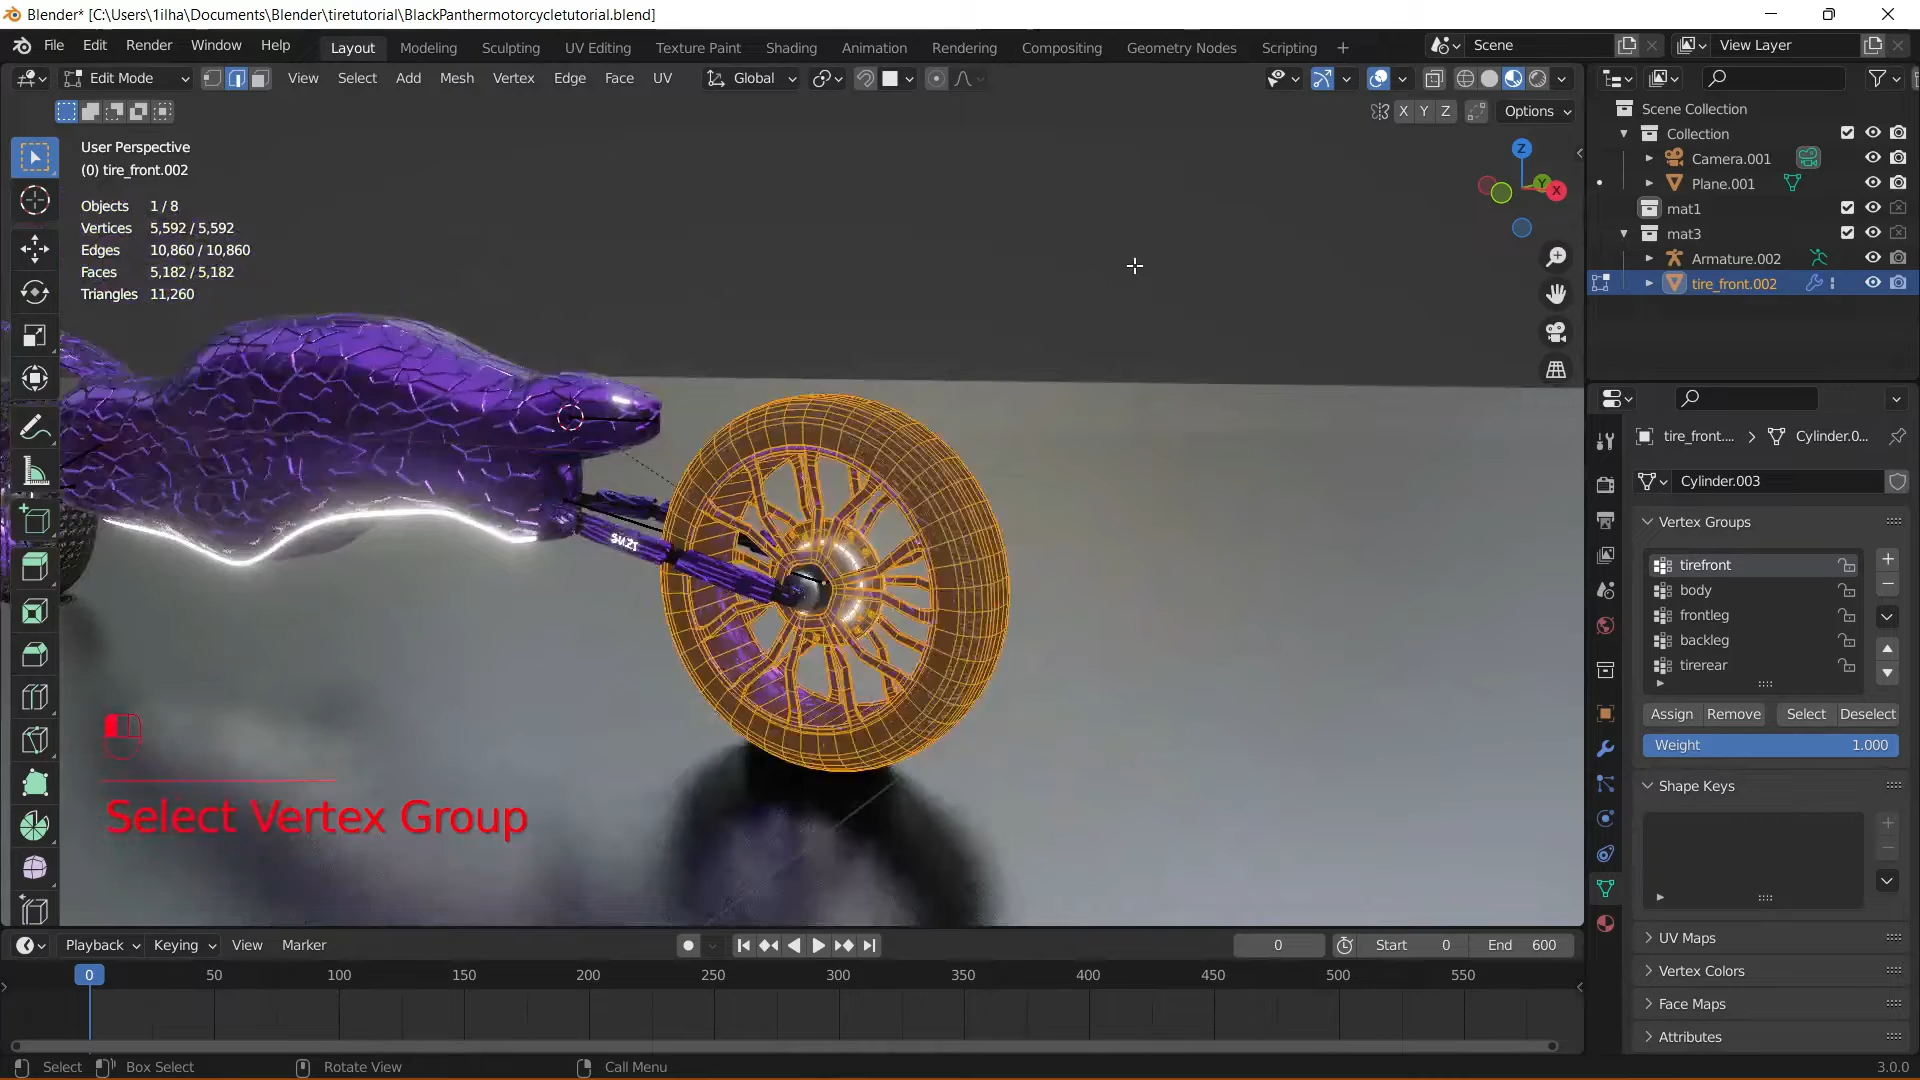 Blender* [C:\Users\1ilha\Documents\Blender\tiretutorial\BlackPanthermotorcycletutorial.blend]
File Edit Render Window Help Layout Modeling Sculpting UV Editing Texture Paint Shading Animation Rendering Compositing Geometry Nodes Scripting + Scene View Layer
Edit Mode View Select Add Mesh Vertex Edge Face UV Global
X Y Z Options
User Perspective
(0) tire_front.002
Objects 1 / 8
Vertices 5,592 / 5,592
Edges 10,860 / 10,860
Faces 5,182 / 5,182
Triangles 11,260
Z
Y
X
Scene Collection
Collection
Camera.001
Plane.001
mat1
mat3
Armature.002
tire_front.002
tire_front.... Cylinder.0...
Cylinder.003
Vertex Groups
tirefront
body
frontleg
backleg
tirerear
Assign Remove Select Deselect
Weight 1.000
Shape Keys
UV Maps
Vertex Colors
Face Maps
Attributes
Select Vertex Group
Playback Keying View Marker 0 Start 0 End 600
0 50 100 150 200 250 300 350 400 450 500 550
Select Box Select Rotate View Call Menu 3.0.0